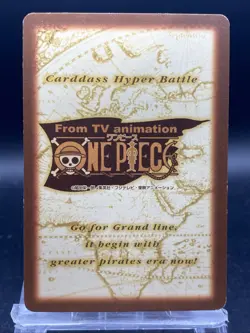 Carddass Hyper Battle
From TV animation
ワンピース
ONE PIECE
Go for Grand line,
it begin with
greater pirates era now!